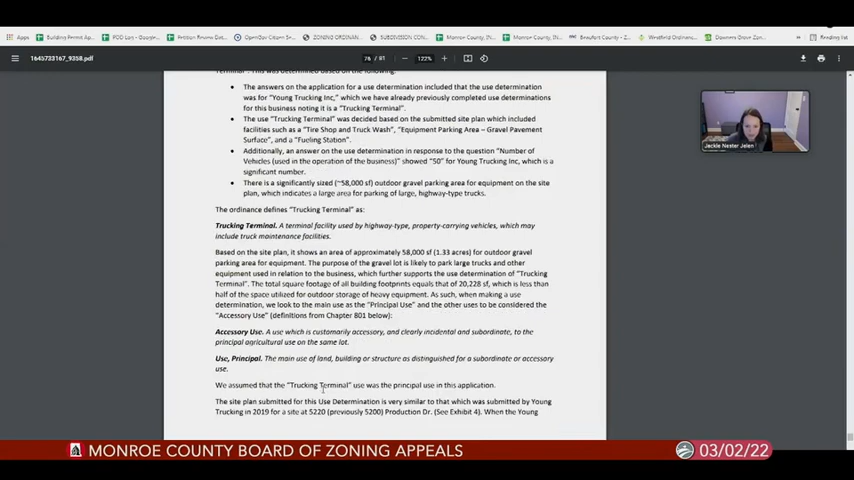 Jackie Building Permit Ap... POD Log - Google... Petition Review Det... OpenGov Citizen Se... ZONING ORDINAN... SUBDIVISION CON... Monroe County, IN... Monroe County, IN... Beaufort County Zo... Westfield Ordinanc... Downers Grove Zon... Reading list
1645733167_9358.pdf 76 / 81 122%
Terminal". This was determined based on the following:
• The answers on the application for a use determination included that the use determination
was for "Young Trucking Inc," which we have already previously completed use determinations
for this business noting it is a "Trucking Terminal".
• The use "Trucking Terminal" was decided based on the submitted site plan which included
facilities such as a "Tire Shop and Truck Wash", "Equipment Parking Area – Gravel Pavement
Surface", and a "Fueling Station".
• Additionally, an answer on the use determination in response to the question "Number of
Vehicles (used in the operation of the business)" showed "50" for Young Trucking Inc, which is a
significant number.
• There is a significantly sized (~58,000 sf) outdoor gravel parking area for equipment on the site
plan, which indicates a large area for parking of large, highway-type trucks.
The ordinance defines "Trucking Terminal" as:
Trucking Terminal. A terminal facility used by highway-type, property-carrying vehicles, which may
include truck maintenance facilities.
Based on the site plan, it shows an area of approximately 58,000 sf (1.33 acres) for outdoor gravel
parking area for equipment. The purpose of the gravel lot is likely to park large trucks and other
equipment used in relation to the business, which further supports the use determination of "Trucking
Terminal". The total square footage of all building footprints equals that of 20,228 sf, which is less than
half of the space utilized for outdoor storage of heavy equipment. As such, when making a use
determination, we look to the main use as the "Principal Use" and the other uses to be considered the
"Accessory Use" (definitions from Chapter 801 below):
Accessory Use. A use which is customarily accessory, and clearly incidental and subordinate, to the
principal agricultural use on the same lot.
Use, Principal. The main use of land, building or structure as distinguished for a subordinate or accessory
use.
We assumed that the "Trucking Terminal" use was the principal use in this application.
The site plan submitted for this Use Determination is very similar to that which was submitted by Young
Trucking in 2019 for a site at 5220 (previously 5200) Production Dr. (See Exhibit 4). When the Young
Jackie Nester Jelen
MONROE COUNTY BOARD OF ZONING APPEALS
03/02/22